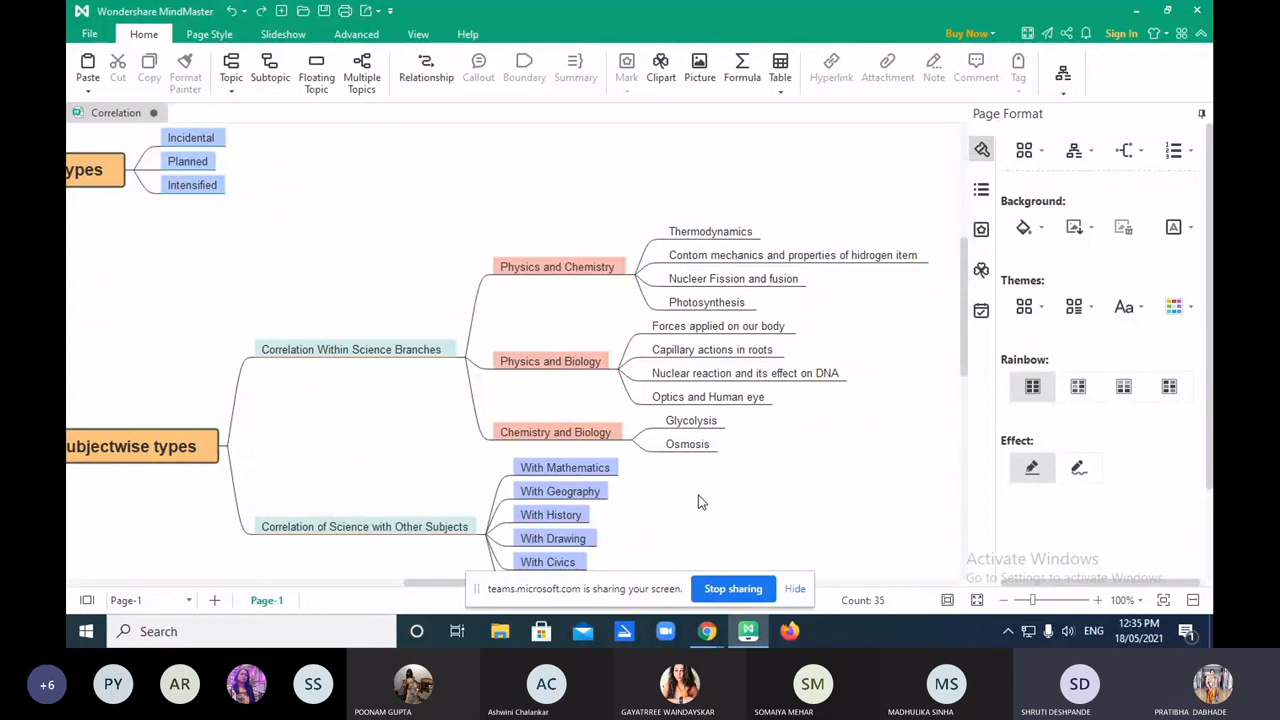 Wondershare MindMaster
File Home Page Style Slideshow Advanced View Help Buy Now Sign In
Paste Cut Copy Format Painter Topic Subtopic Floating Topic Multiple Topics Relationship Callout Boundary Summary Mark Clipart Picture Formula Table Hyperlink Attachment Note Comment Tag
Correlation
Page Format
Incidental
ypes
Planned
Intensified
Background:
Themes:
Aa
Rainbow:
Effect:
Thermodynamics
Physics and Chemistry
Contom mechanics and properties of hidrogen item
Nucleer Fission and fusion
Photosynthesis
Correlation Within Science Branches
Forces applied on our body
Physics and Biology
Capillary actions in roots
Nuclear reaction and its effect on DNA
Optics and Human eye
Chemistry and Biology
Glycolysis
Osmosis
ubjectwise types
With Mathematics
With Geography
Correlation of Science with Other Subjects
With History
With Drawing
With Civics
Activate Windows
Go to Settings to activate Windows.
teams.microsoft.com is sharing your screen. Stop sharing Hide
Page-1 Page-1 Count: 35 100%
Search ENG 12:35 PM
18/05/2021
1
+6 PY AR SS AC SM MS SD
POONAM GUPTA Ashwini Chalankar GAYATRREE WAINDAYSKAR SOMAIYA MEHAR MADHULIKA SINHA SHRUTI DESHPANDE PRATIBHA DABHADE